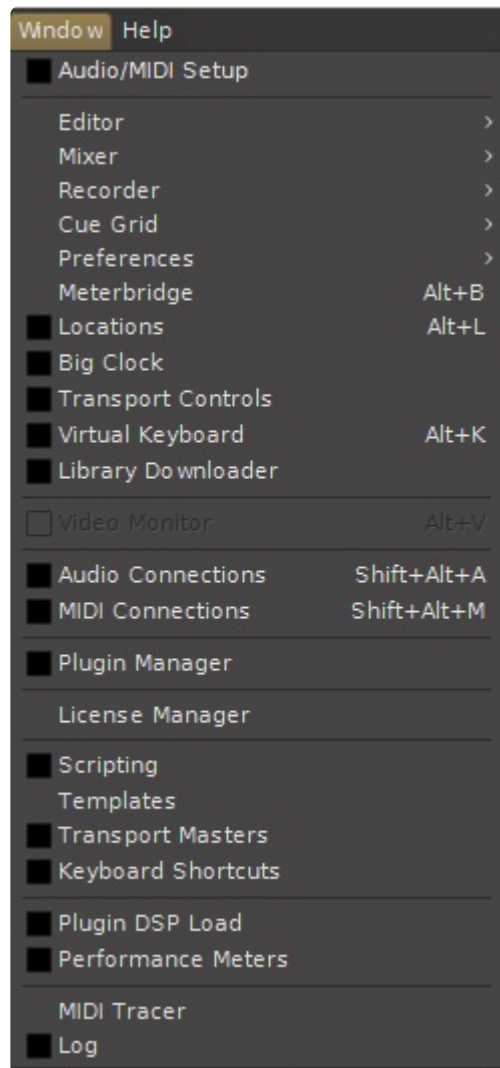 Window Help
Audio/MIDI Setup
Editor
Mixer
Recorder
Cue Grid
Preferences
Meterbridge Alt+B
Locations Alt+L
Big Clock
Transport Controls
Virtual Keyboard Alt+K
Library Downloader
Video Monitor Alt+V
Audio Connections Shift+Alt+A
MIDI Connections Shift+Alt+M
Plugin Manager
License Manager
Scripting
Templates
Transport Masters
Keyboard Shortcuts
Plugin DSP Load
Performance Meters
MIDI Tracer
Log